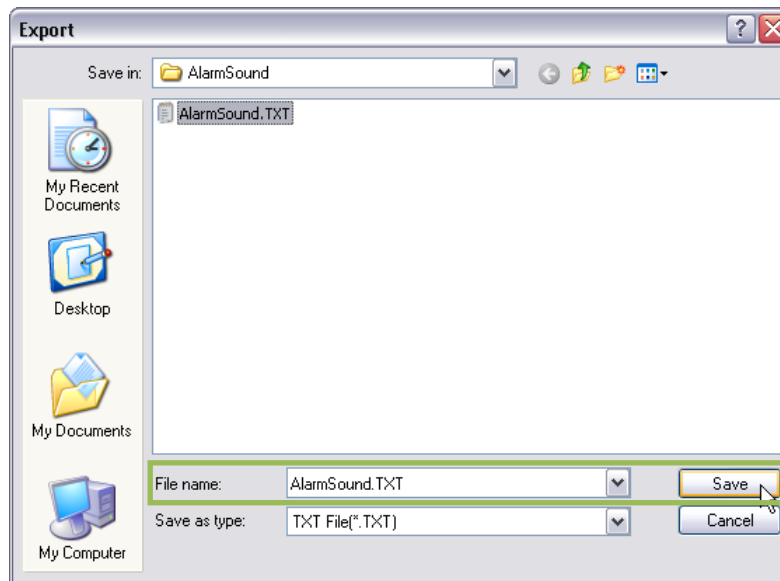 Export
Save in: AlarmSound
AlarmSound.TXT
My Recent
Documents
Desktop
My Documents
My Computer
File name: AlarmSound.TXT Save
Save as type: TXT File(*.TXT) Cancel